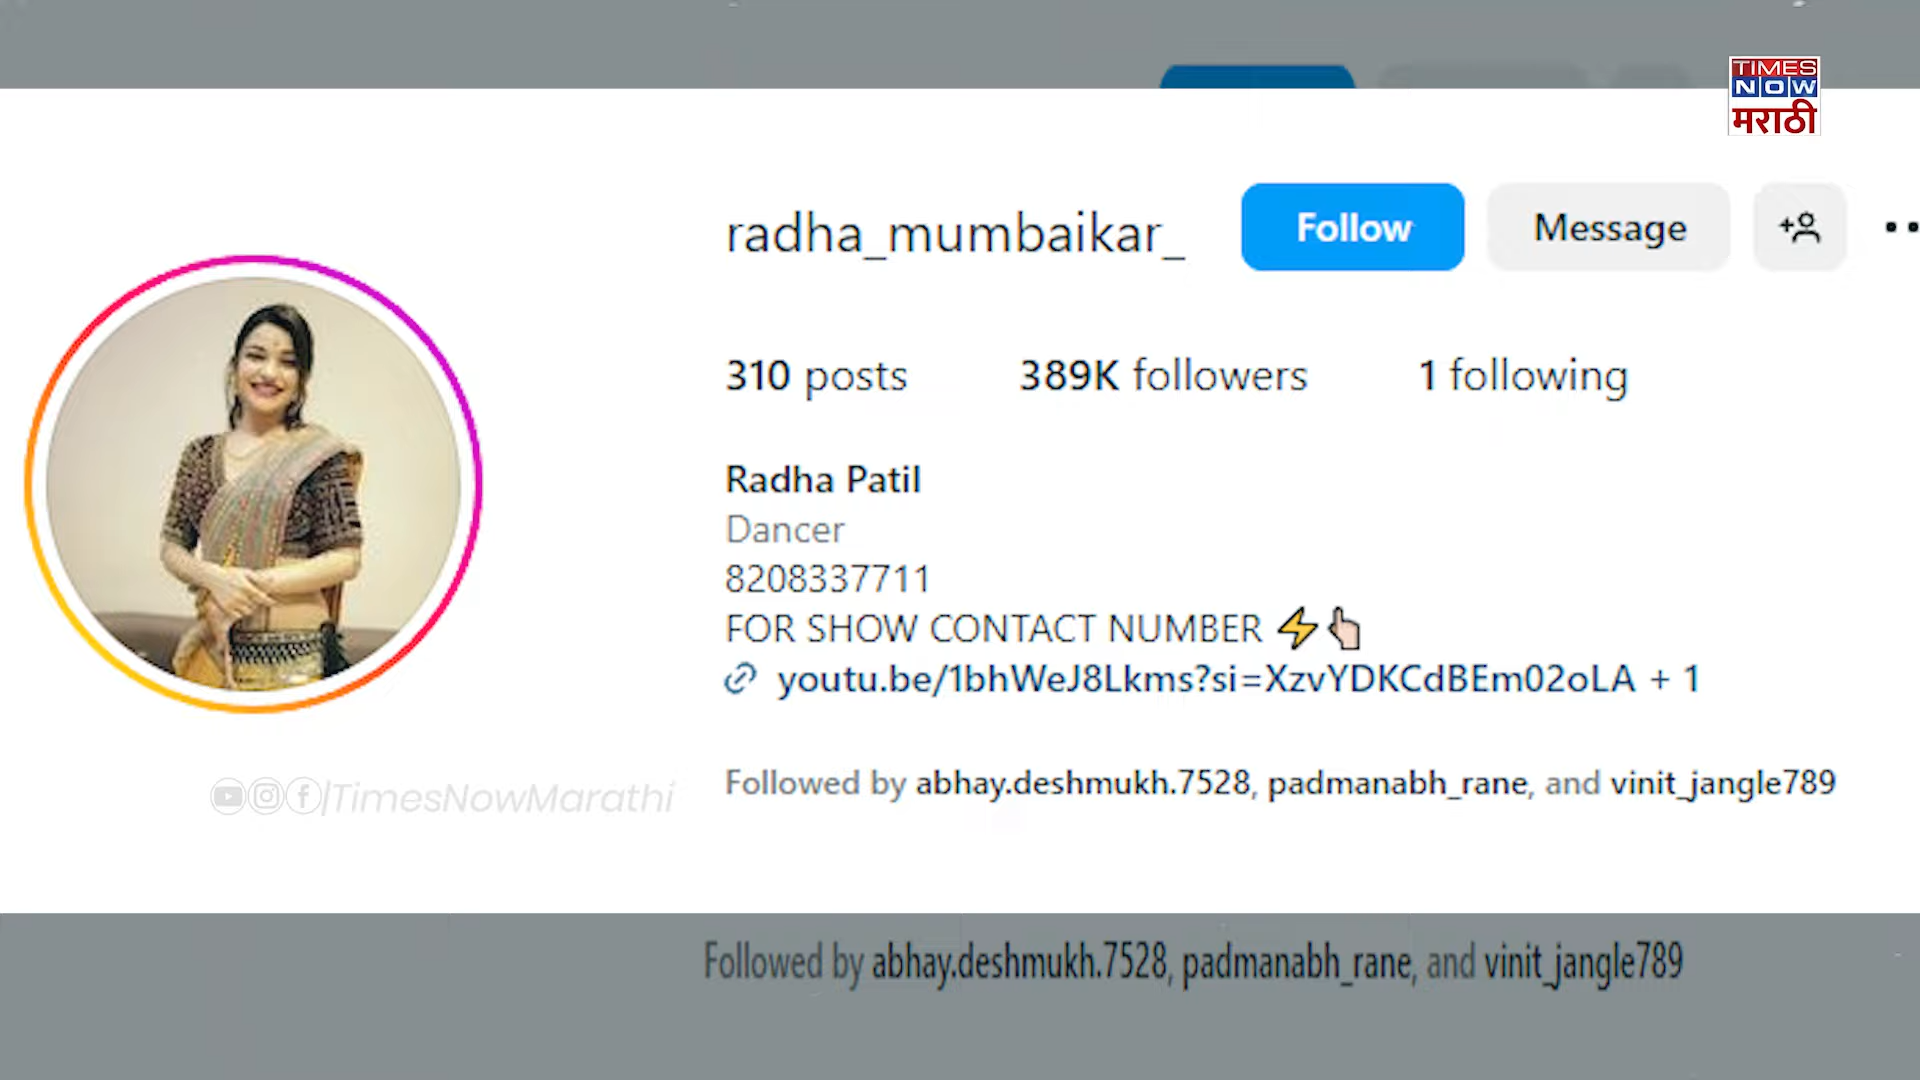 TIMES
NOW
मराठी
radha_mumbaikar_
Follow
Message
310 posts
389K followers
1 following
Radha Patil
Dancer
8208337711
FOR SHOW CONTACT NUMBER ⚡👆🏻
youtu.be/1bhWeJ8Lkms?si=XzvYDKCdBEm02oLA + 1
/TimesNowMarathi
Followed by abhay.deshmukh.7528, padmanabh_rane, and vinit_jangle789
Followed by abhay.deshmukh.7528, padmanabh_rane, and vinit_jangle789